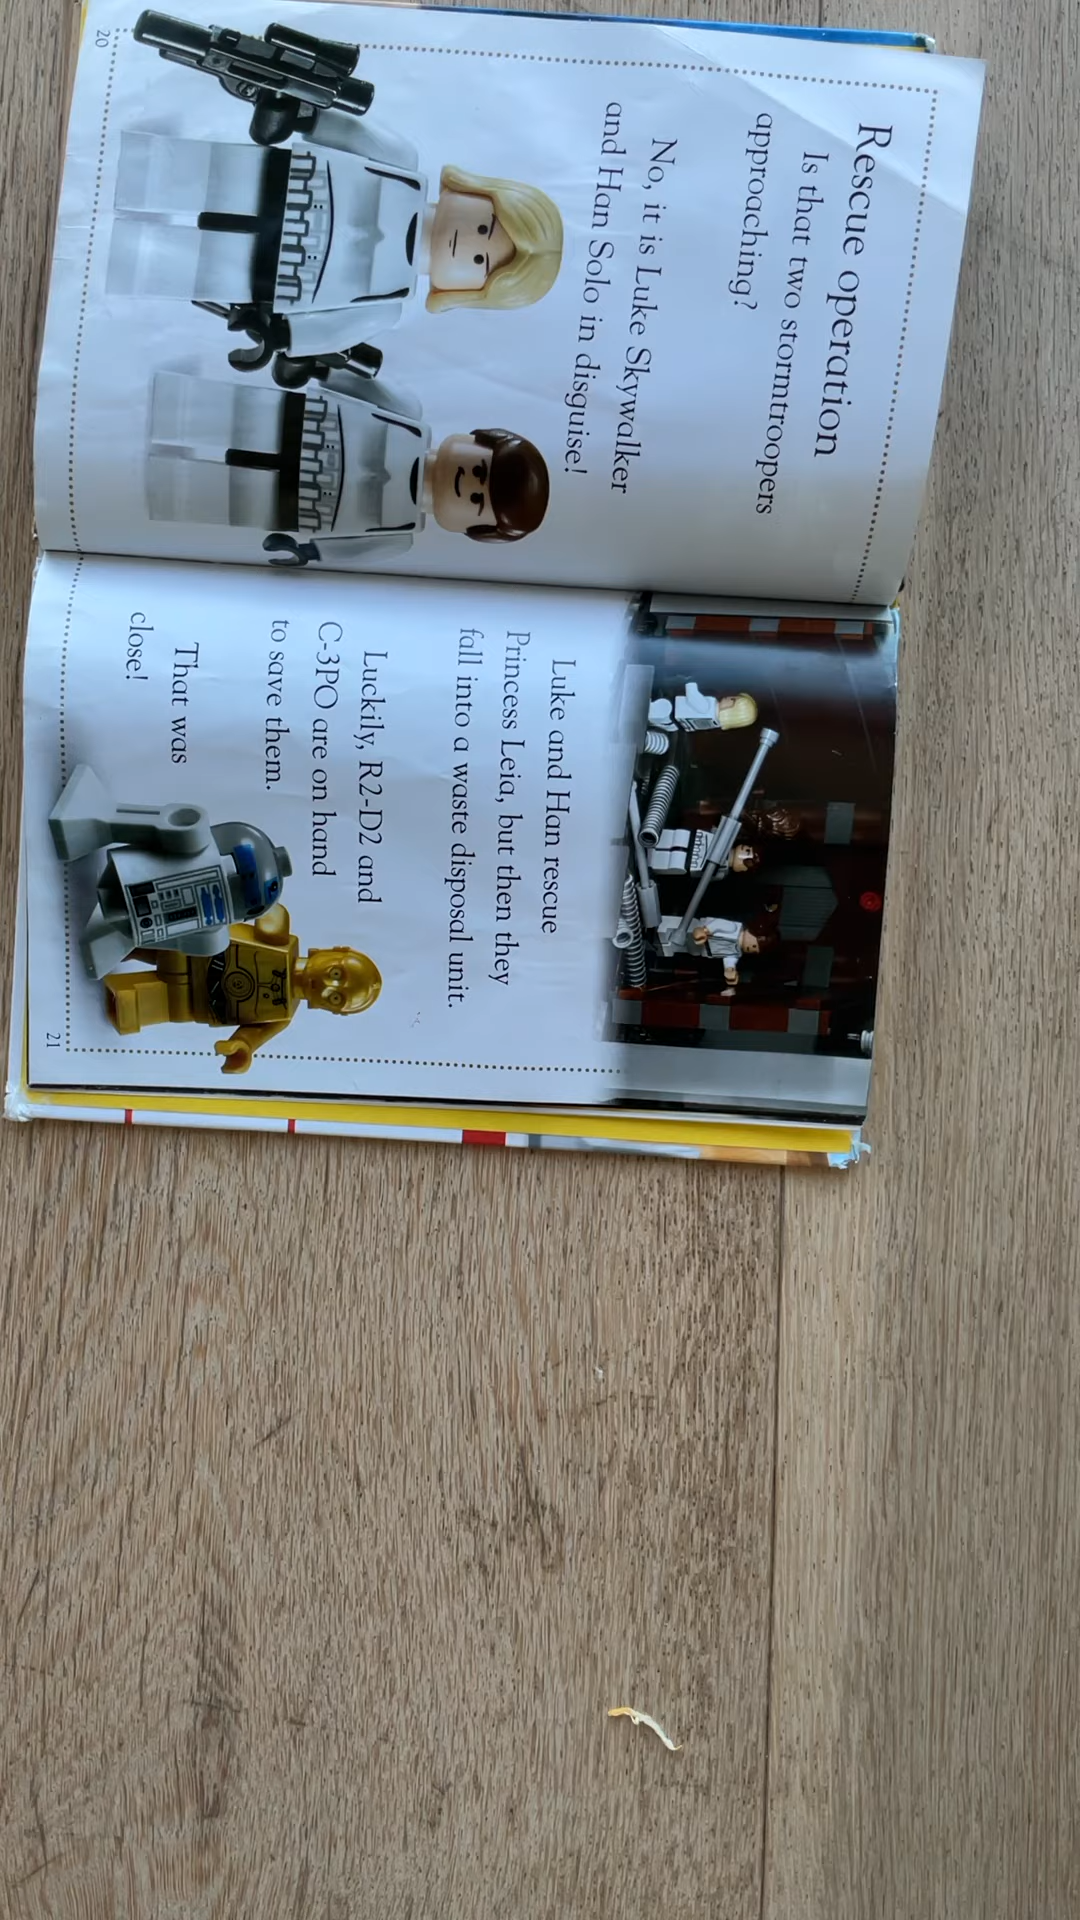 Rescue operation
Is that two stormtroopers
approaching?
No, it is Luke Skywalker
and Han Solo in disguise!
20
Luke and Han rescue
Princess Leia, but then they
fall into a waste disposal unit.
Luckily, R2-D2 and
C-3PO are on hand
to save them.
That was
close!
21